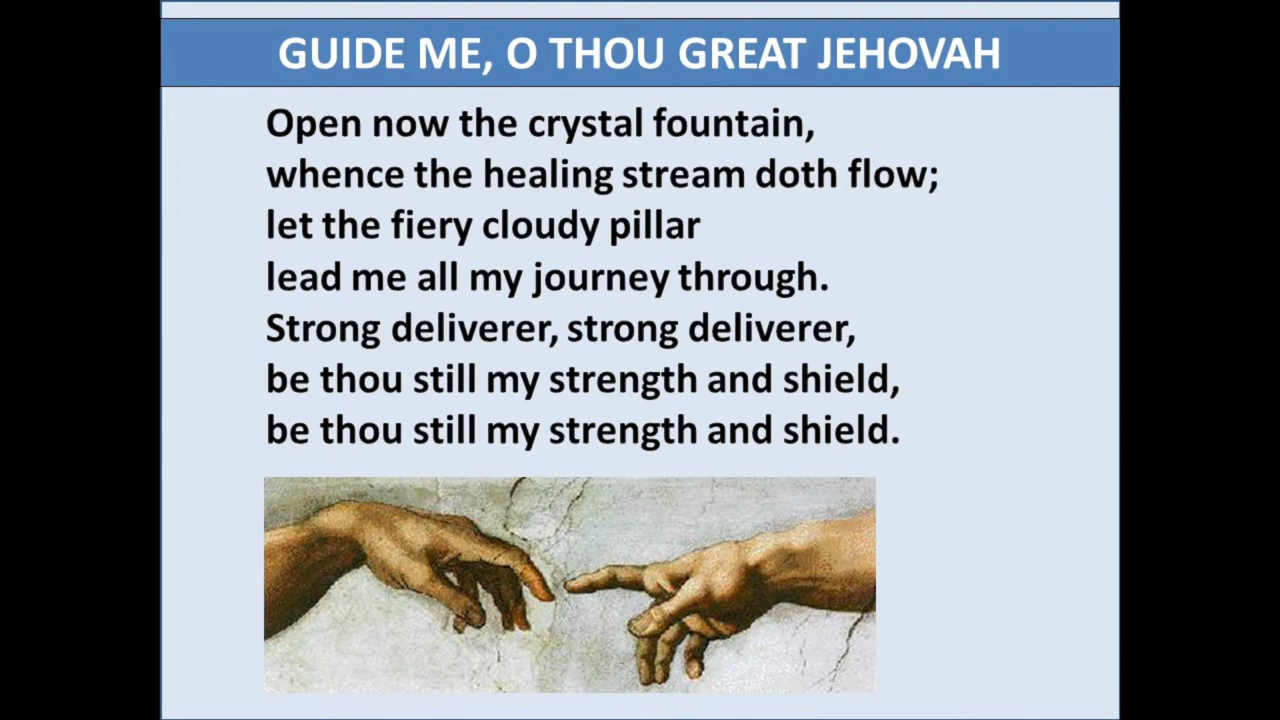 GUIDE ME, O THOU GREAT JEHOVAH
Open now the crystal fountain,
whence the healing stream doth flow;
let the fiery cloudy pillar
lead me all my journey through.
Strong deliverer, strong deliverer,
be thou still my strength and shield,
be thou still my strength and shield.